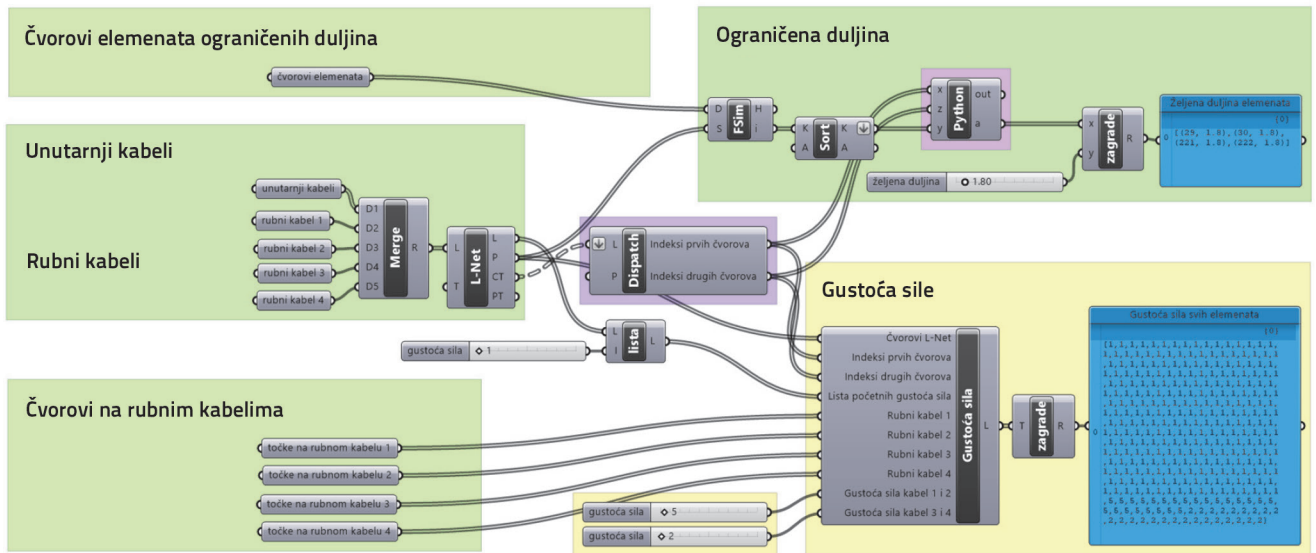 Čvorovi elemenata ograničenih duljina
čvorovi elemenata
Unutarnji kabeli
Rubni kabeli
unutarnji kabeli
rubni kabel 1
rubni kabel 2
rubni kabel 3
rubni kabel 4
D1
D2
D3
D4
D5
Merge
R
L
T
L-Net
L
P
CT
PT
gustoća sila
1
L
I
lista
L
L
P
Dispatch
Indeksi prvih čvorova
Indeksi drugih čvorova
Ograničena duljina
D
S
FSim
H
i
K
A
Sort
K
A
x
z
y
Python
out
a
željena duljina
1.80
x
y
zagrade
R
Željena duljina elemenata
{0}
0
[(29, 1.8),(30, 1.8),
(221, 1.8),(222, 1.8)]
Čvorovi na rubnim kabelima
točke na rubnom kabelu 1
točke na rubnom kabelu 2
točke na rubnom kabelu 3
točke na rubnom kabelu 4
gustoća sila
5
gustoća sila
2
Gustoća sile
Čvorovi L-Net
Indeksi prvih čvorova
Indeksi drugih čvorova
Lista početnih gustoća sila
Rubni kabel 1
Rubni kabel 2
Rubni kabel 3
Rubni kabel 4
Gustoća sila kabel 1 i 2
Gustoća sila kabel 3 i 4
Gustoća sila
L
T
zagrade
R
Gustoća sila svih elemenata
{0}
0